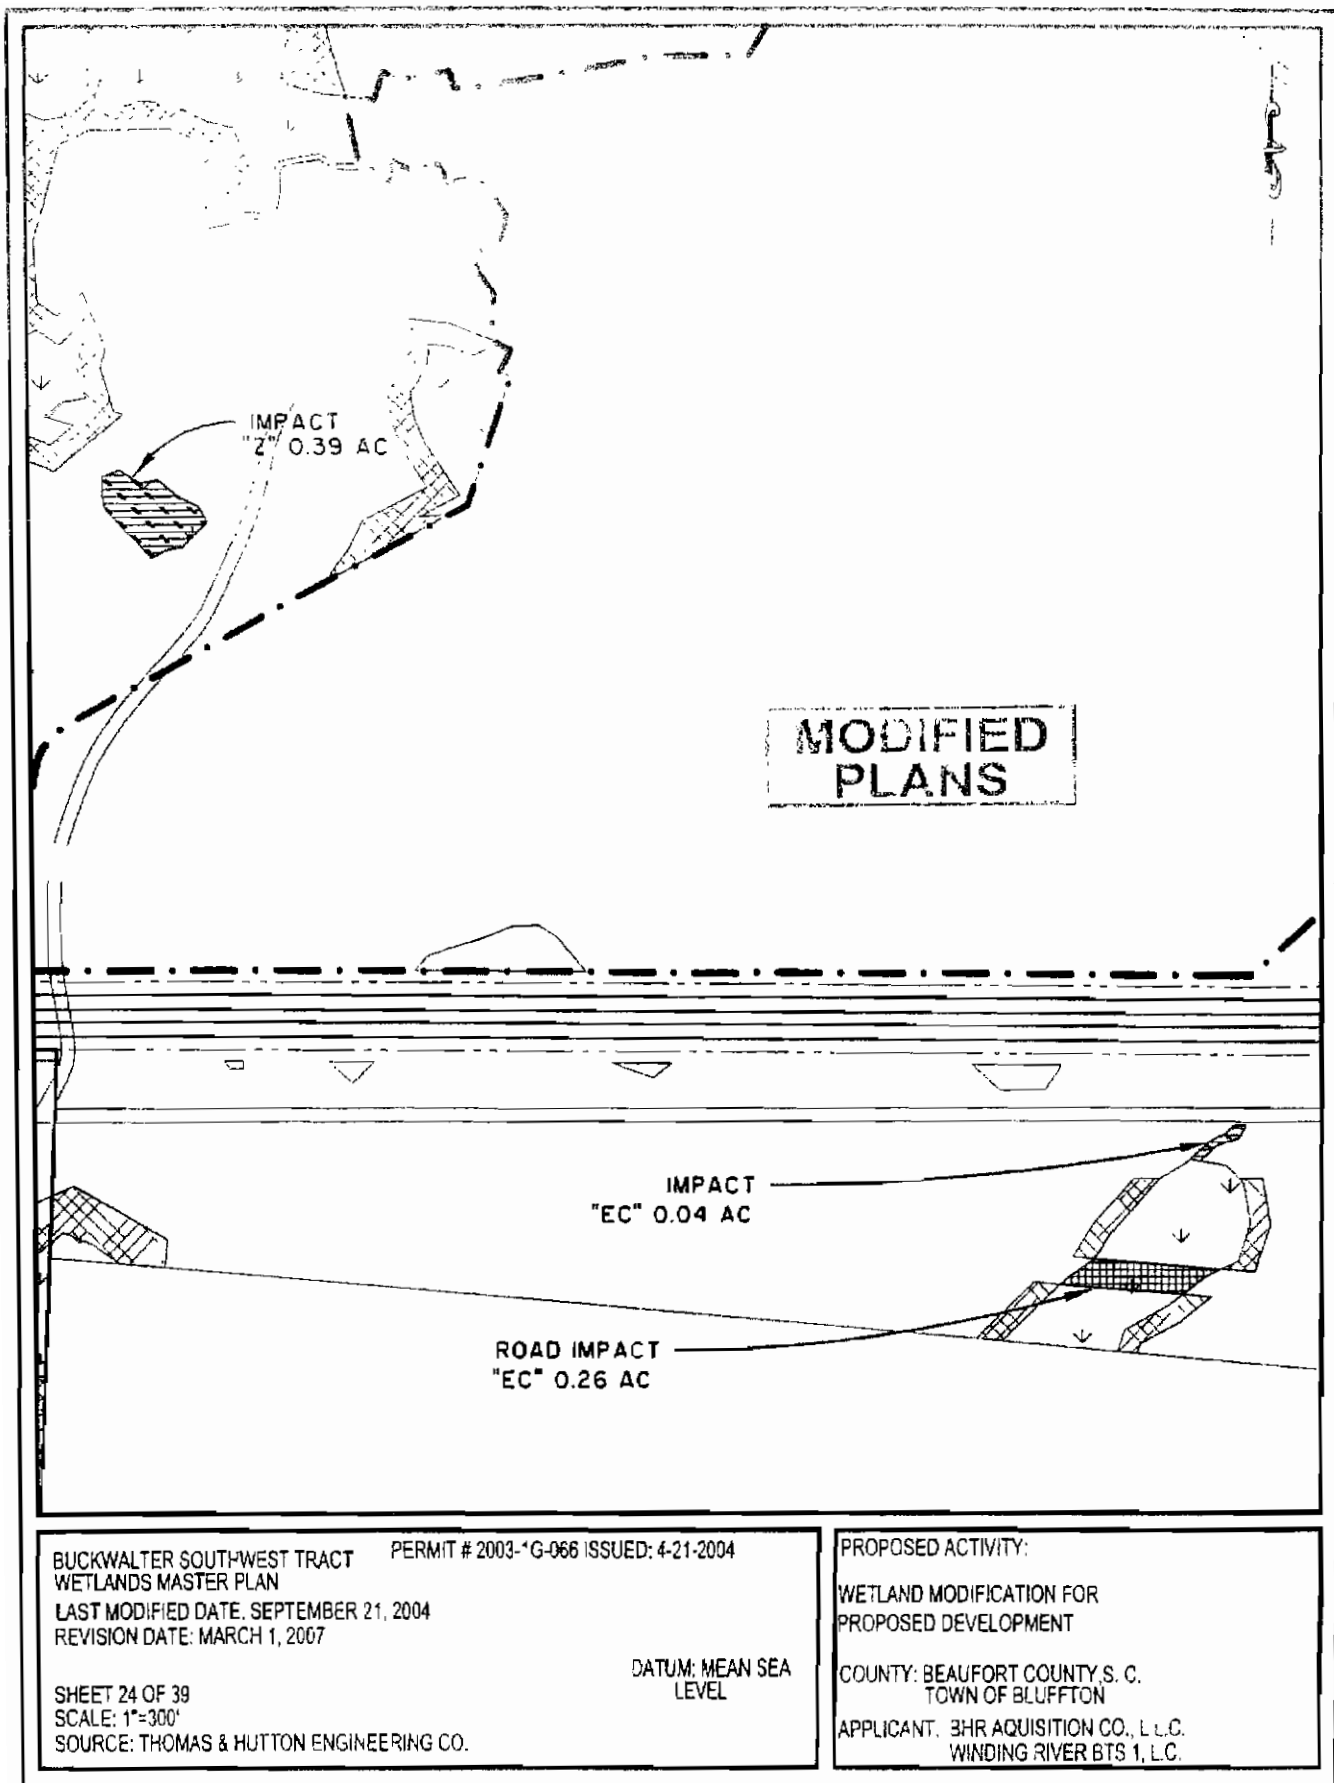 IMPACT
"2" 0.39 AC
MODIFIED
PLANS
IMPACT
"EC" 0.04 AC
ROAD IMPACT
"EC" 0.26 AC
BUCKWALTER SOUTHWEST TRACT PERMIT # 2003-1G-066 ISSUED: 4-21-2004
WETLANDS MASTER PLAN
LAST MODIFIED DATE. SEPTEMBER 21, 2004
REVISION DATE: MARCH 1, 2007
DATUM: MEAN SEA
LEVEL
SHEET 24 OF 39
SCALE: 1"=300'
SOURCE: THOMAS & HUTTON ENGINEERING CO.
PROPOSED ACTIVITY:
WETLAND MODIFICATION FOR
PROPOSED DEVELOPMENT
COUNTY: BEAUFORT COUNTY, S. C.
TOWN OF BLUFFTON
APPLICANT. BHR AQUISITION CO., L.L.C.
WINDING RIVER BTS 1, L.C.